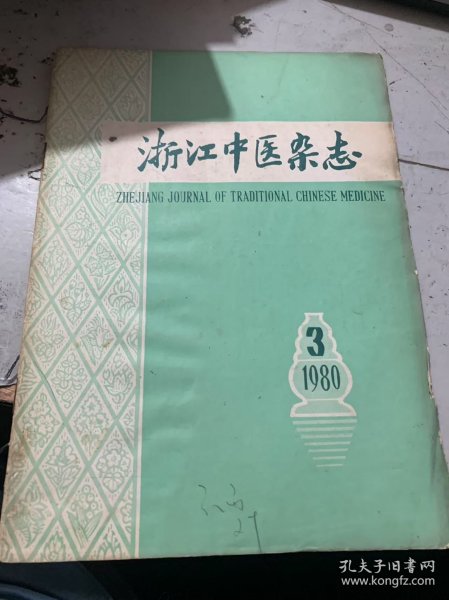 浙江中医杂志
ZHEJIANG JOURNAL OF TRADITIONAL CHINESE MEDICINE
3
1980
孔夫子旧书网
www.kongfz.com